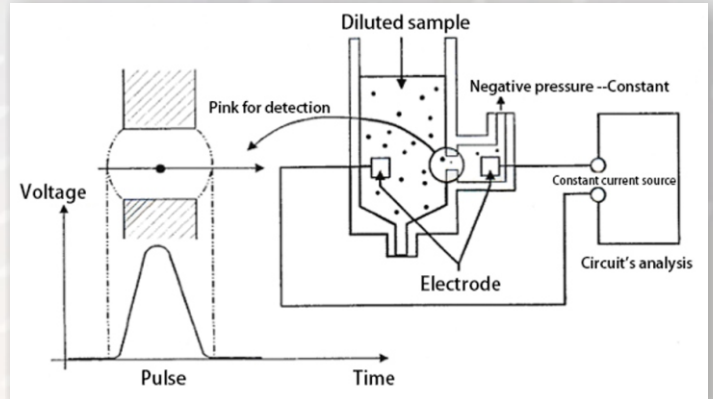 Diluted sample
Negative pressure --Constant
Pink for detection
Constant current source
Voltage
Circuit's analysis
Electrode
Pulse
Time